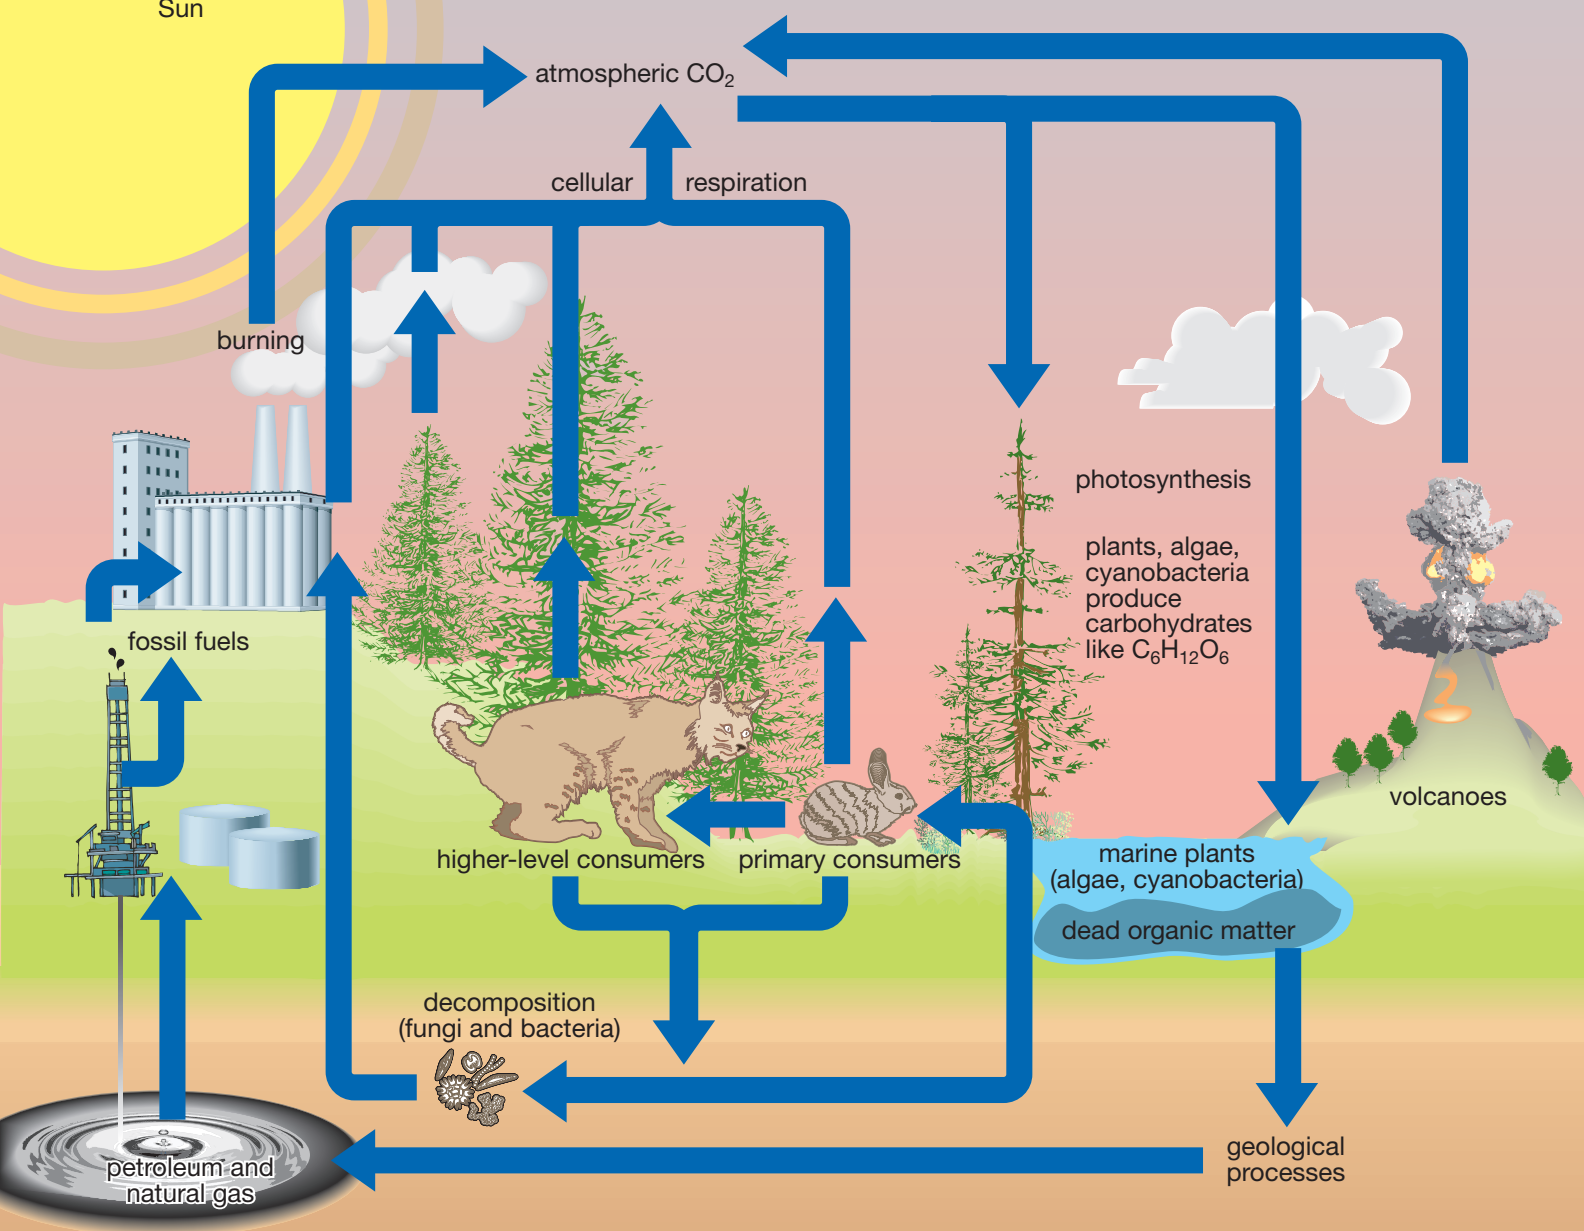 Sun
atmospheric CO₂
cellular respiration
burning
photosynthesis
plants, algae,
cyanobacteria
produce
carbohydrates
like C₆H₁₂O₆
fossil fuels
volcanoes
higher-level consumers
primary consumers
marine plants
(algae, cyanobacteria)
dead organic matter
decomposition
(fungi and bacteria)
geological
processes
petroleum and
natural gas